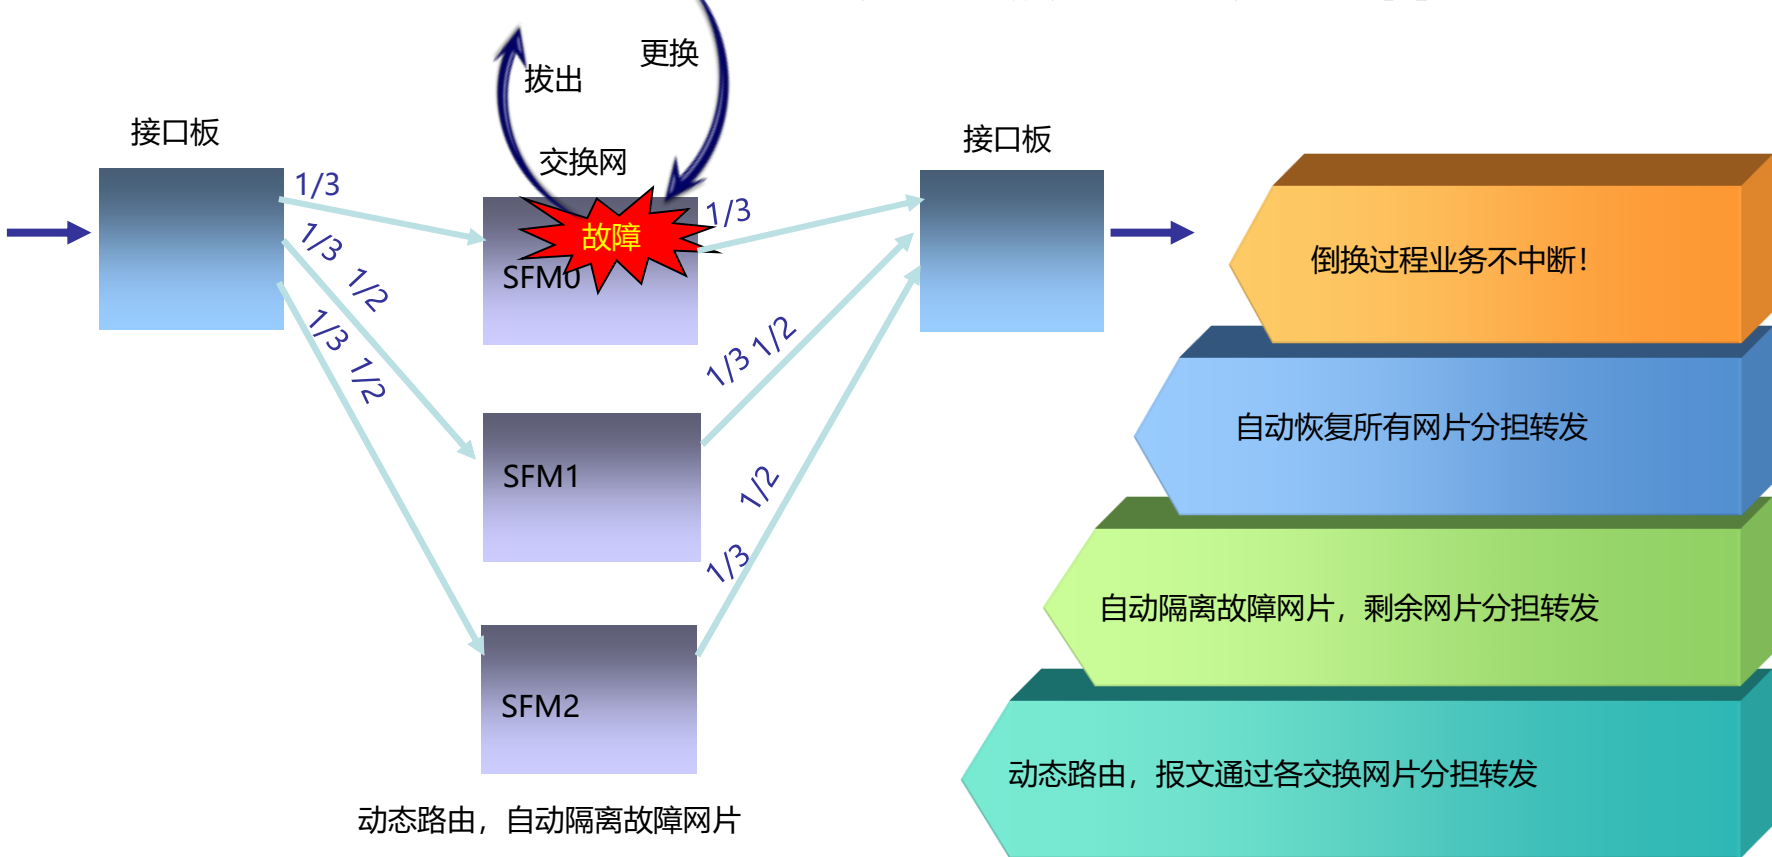 更换
拔出
接口板
交换网
接口板
1/3
1/3
1/3
1/2
1/3
1/2
故障
SFM0
1/3
1/2
SFM1
1/2
1/3
SFM2
动态路由，自动隔离故障网片
倒换过程业务不中断！
自动恢复所有网片分担转发
自动隔离故障网片，剩余网片分担转发
动态路由，报文通过各交换网片分担转发